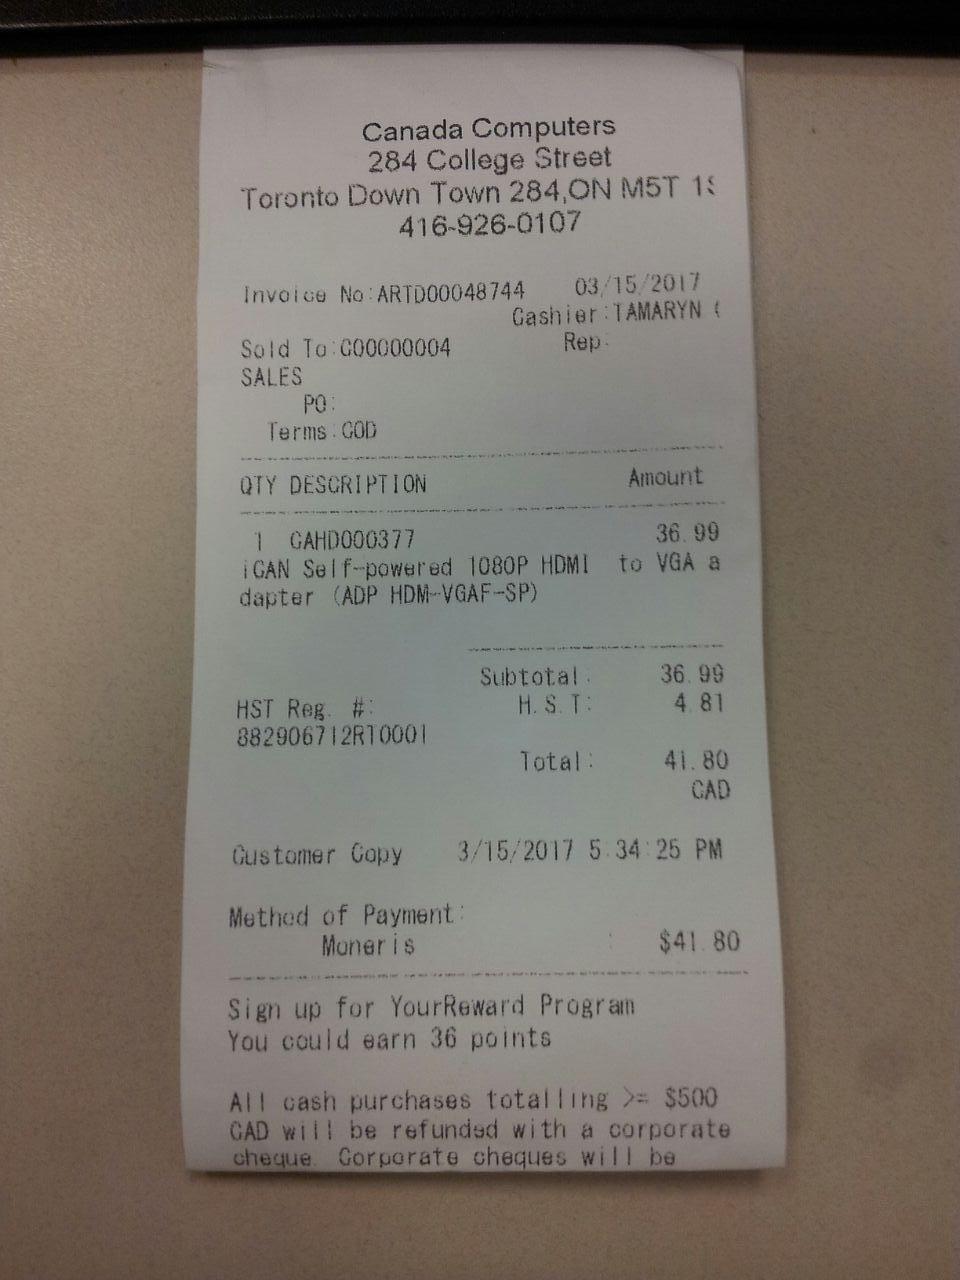 Canada Computers
284 College Street
Toronto Down Town 284,ON M5T
416-926-0107
Invoice No:ARTD00048744 03/15/2017
Cashier:TAMARYN
Sold To:C00000004 Rep:
SALES
PO:
Terms:COD
QTY DESCRIPTION Amount
1 CAHD000377 36.99
iCAN Self-powered 1080P HDMI to VGA a
dapter (ADP HDM-VGAF-SP)
Subtotal: 36.99
HST Reg. #: H.S.T: 4.81
882906712RT0001
Total: 41.80
CAD
Customer Copy 3/15/2017 5:34:25 PM
Method of Payment:
Moneris : $41.80
Sign up for YourReward Program
You could earn 36 points
All cash purchases totalling >= $500
CAD will be refunded with a corporate
cheque. Corporate cheques will be